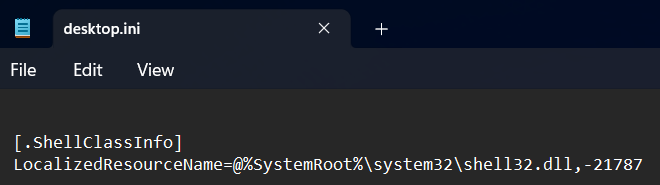 desktop.ini
File Edit View
[.ShellClassInfo]
LocalizedResourceName=@%SystemRoot%\system32\shell32.dll,-21787